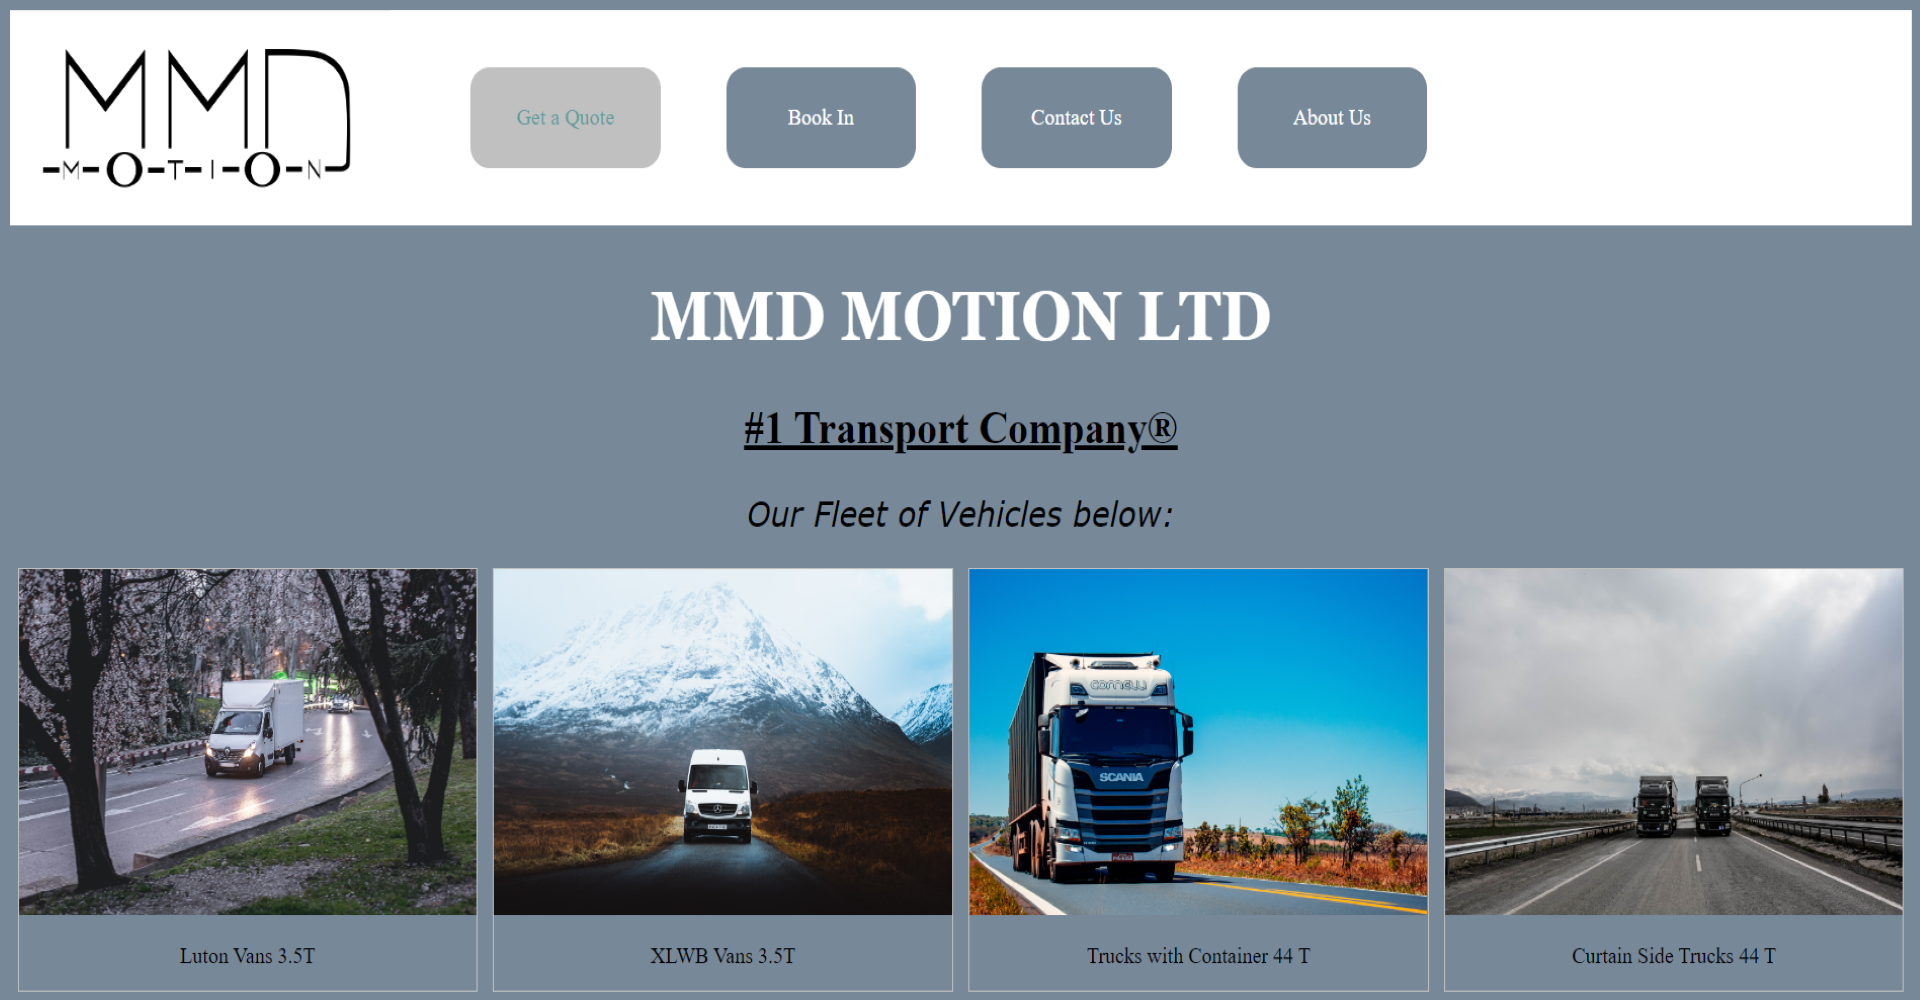 MMD
MOTION
Get a Quote
Book In
Contact Us
About Us
MMD MOTION LTD
#1 Transport Company®
Our Fleet of Vehicles below:
SCANIA
Luton Vans 3.5T
XLWB Vans 3.5T
Trucks with Container 44 T
Curtain Side Trucks 44 T